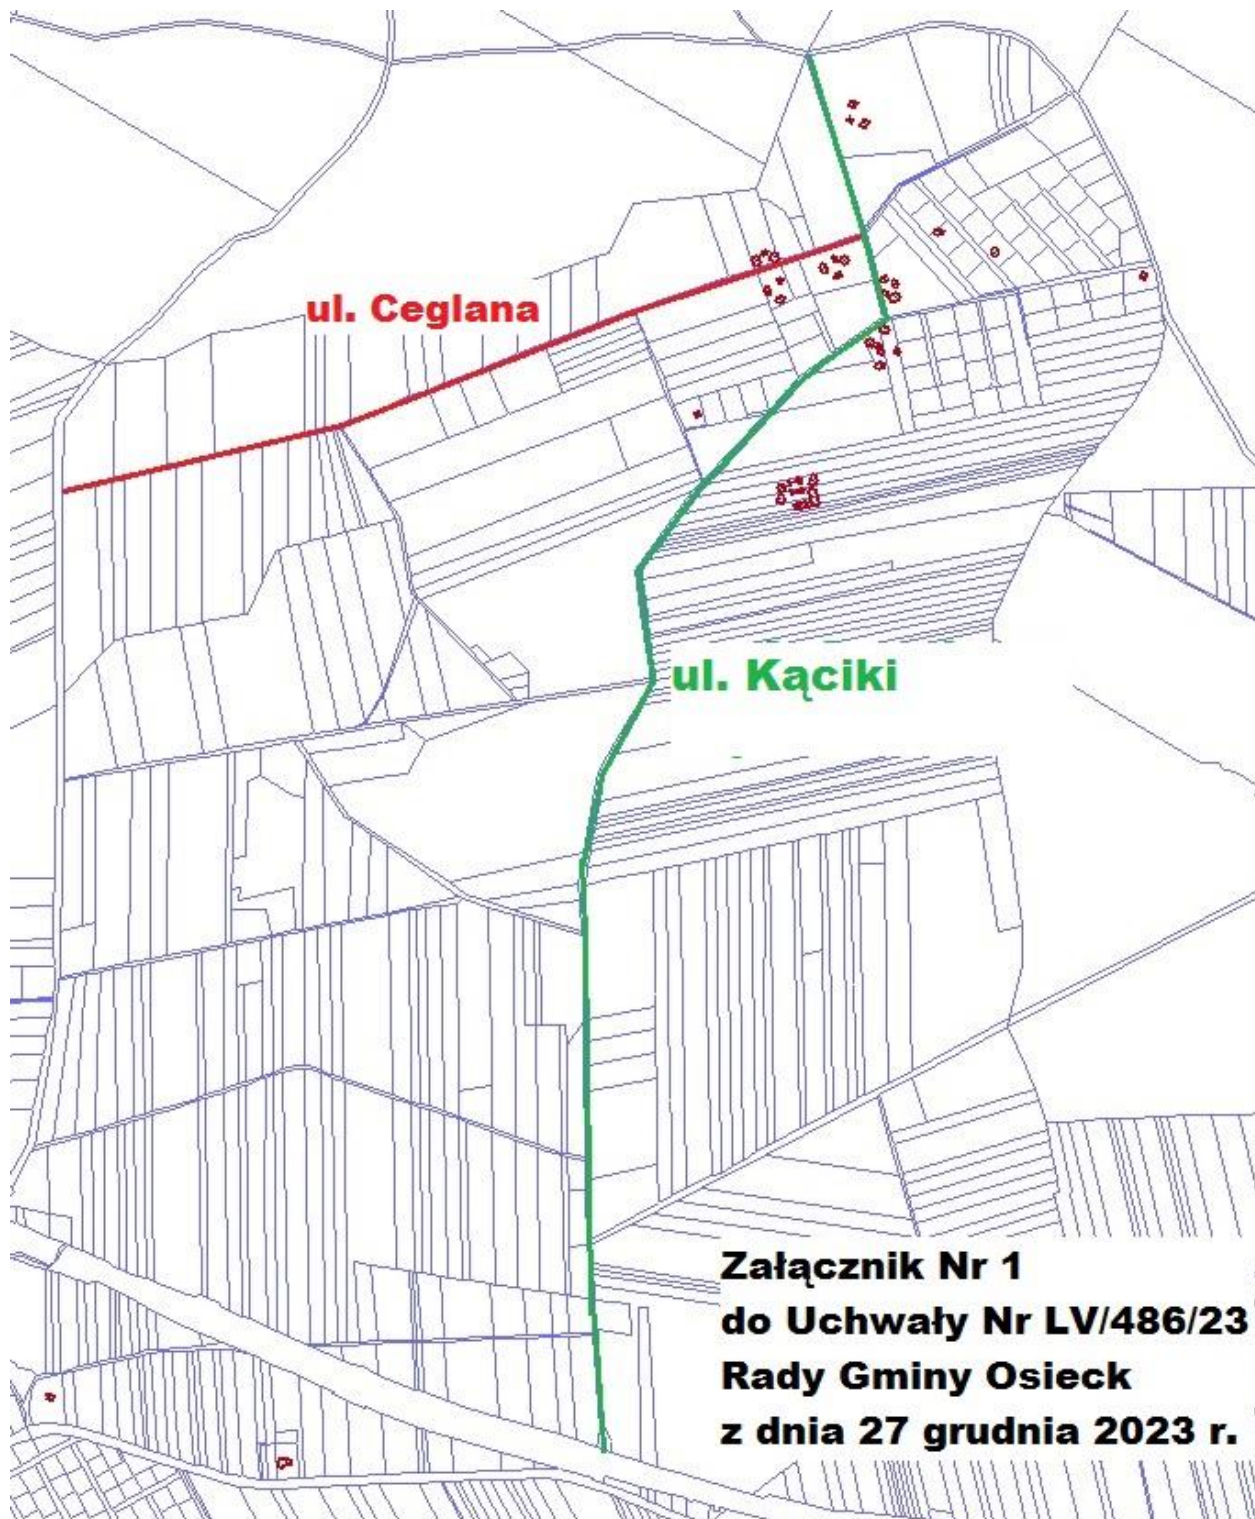 ul. Ceglana
ul. Kąciki
Załącznik Nr 1
do Uchwały Nr LV/486/23
Rady Gminy Osieck
z dnia 27 grudnia 2023 r.